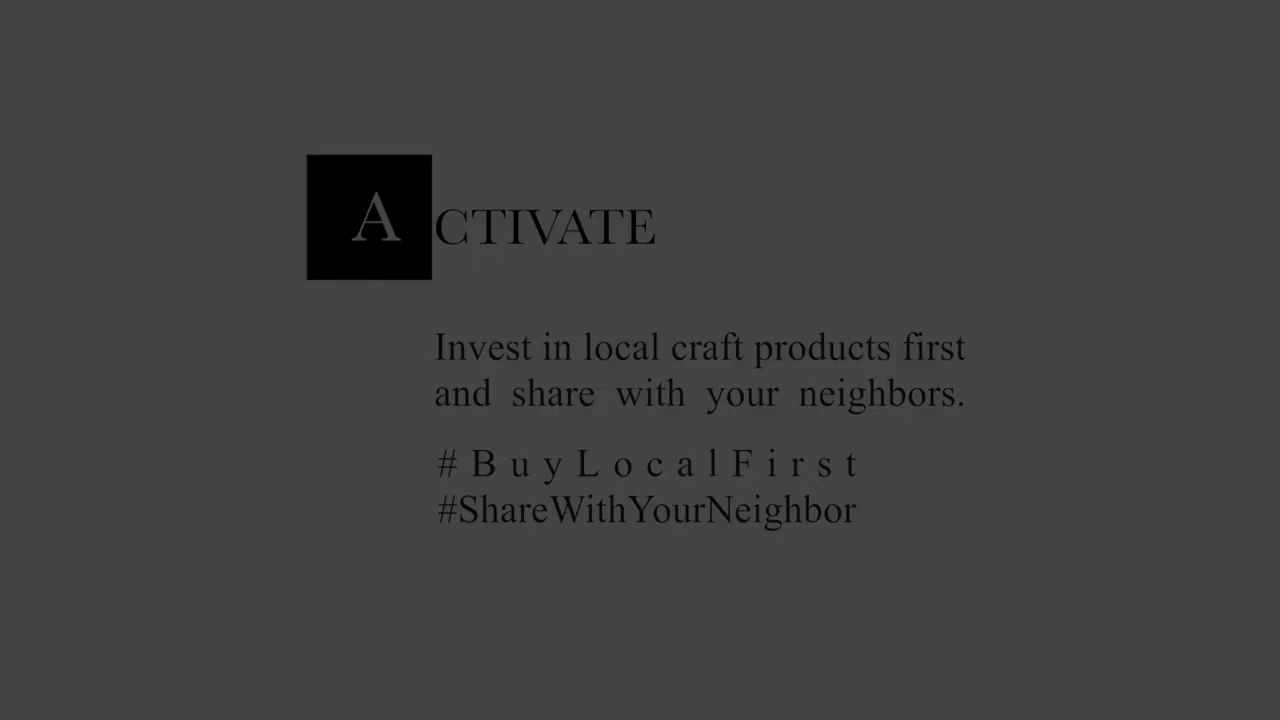 ACTIVATE
Invest in local craft products first
and share with your neighbors.
#BuyLocalFirst
#ShareWithYourNeighbor